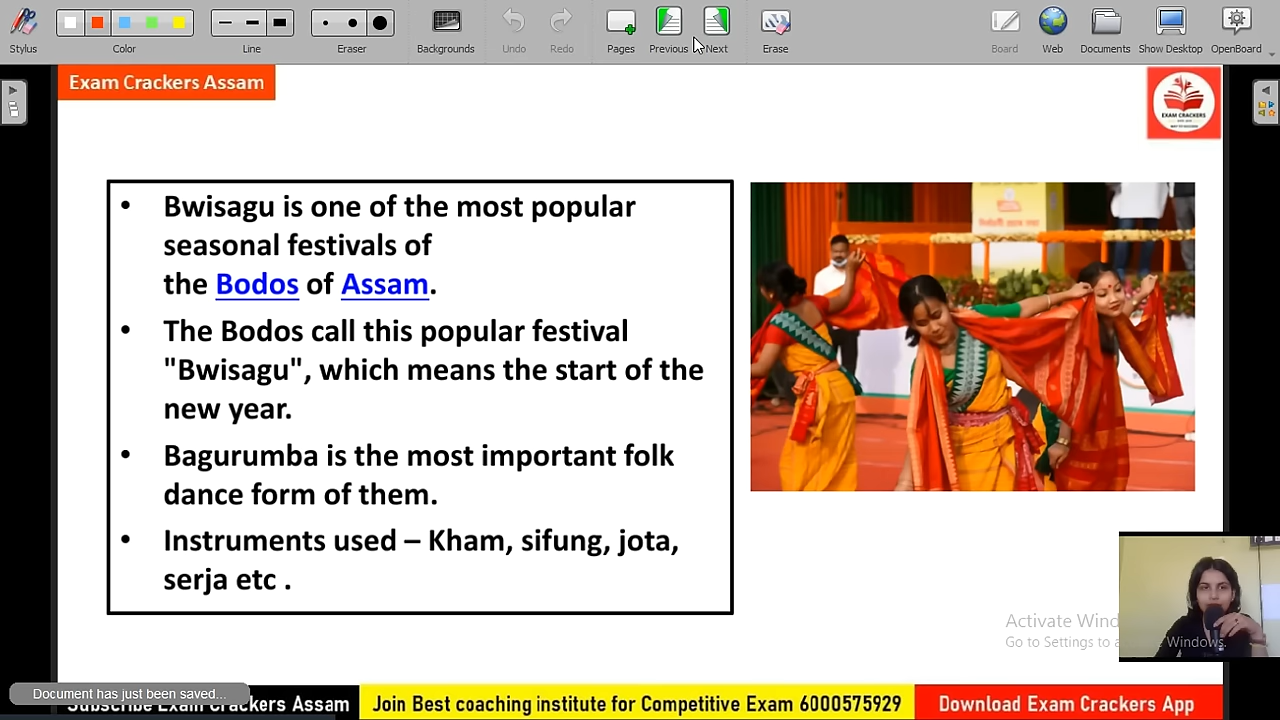 Stylus
Color
Line
Eraser
Backgrounds
Undo
Redo
Pages
Previous
Next
Erase
Board
Web
Documents
Show Desktop
OpenBoard
Exam Crackers Assam
EXAM CRACKERS
• Bwisagu is one of the most popular
seasonal festivals of
the Bodos of Assam.
• The Bodos call this popular festival
"Bwisagu", which means the start of the
new year.
• Bagurumba is the most important folk
dance form of them.
• Instruments used – Kham, sifung, jota,
serja etc .
Activate Wind
Go to Settings to a Windows.
Document has just been saved...
Subscribe Exam Crackers Assam
Join Best coaching institute for Competitive Exam 6000575929
Download Exam Crackers App